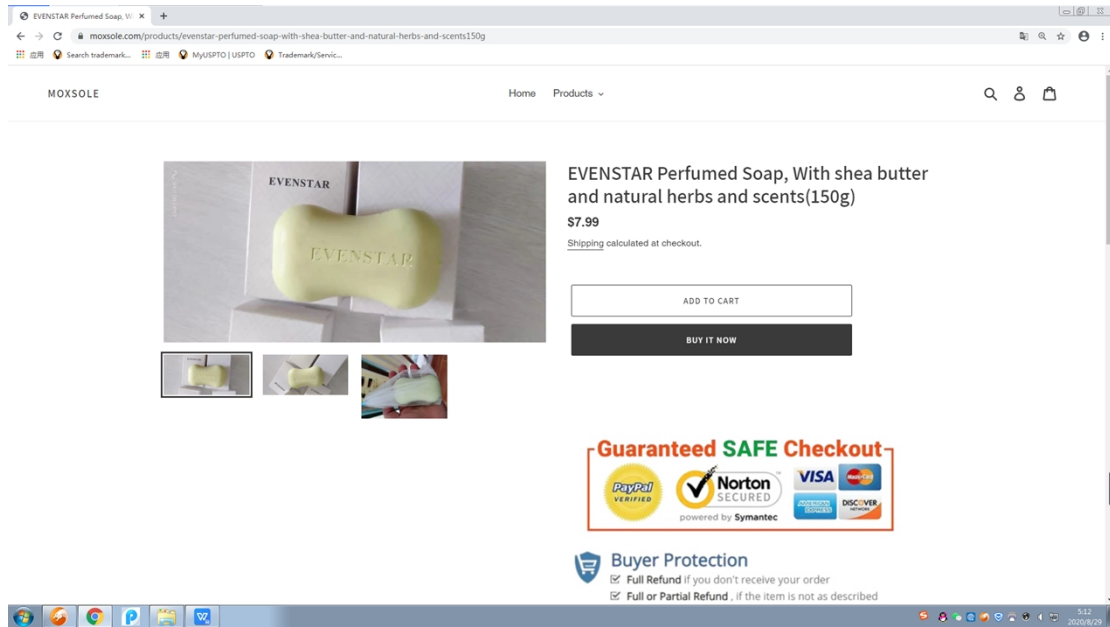 EVENSTAR Perfumed Soap, W
moxsole.com/products/evenstar-perfumed-soap-with-shea-butter-and-natural-herbs-and-scents150g
应用 Search trademark... 应用 MyUSPTO | USPTO Trademark/Servic...
MOXSOLE Home Products
EVENSTAR
EVENSTAR
EVENSTAR Perfumed Soap, With shea butter
and natural herbs and scents(150g)
$7.99
Shipping calculated at checkout.
ADD TO CART
BUY IT NOW
Guaranteed SAFE Checkout
PayPal
VERIFIED
Norton
SECURED
powered by Symantec
VISA MasterCard
AMERICAN
EXPRESS
DISCOVER
NETWORK
Buyer Protection
Full Refund if you don't receive your order
Full or Partial Refund , if the item is not as described
5:12
2020/8/29